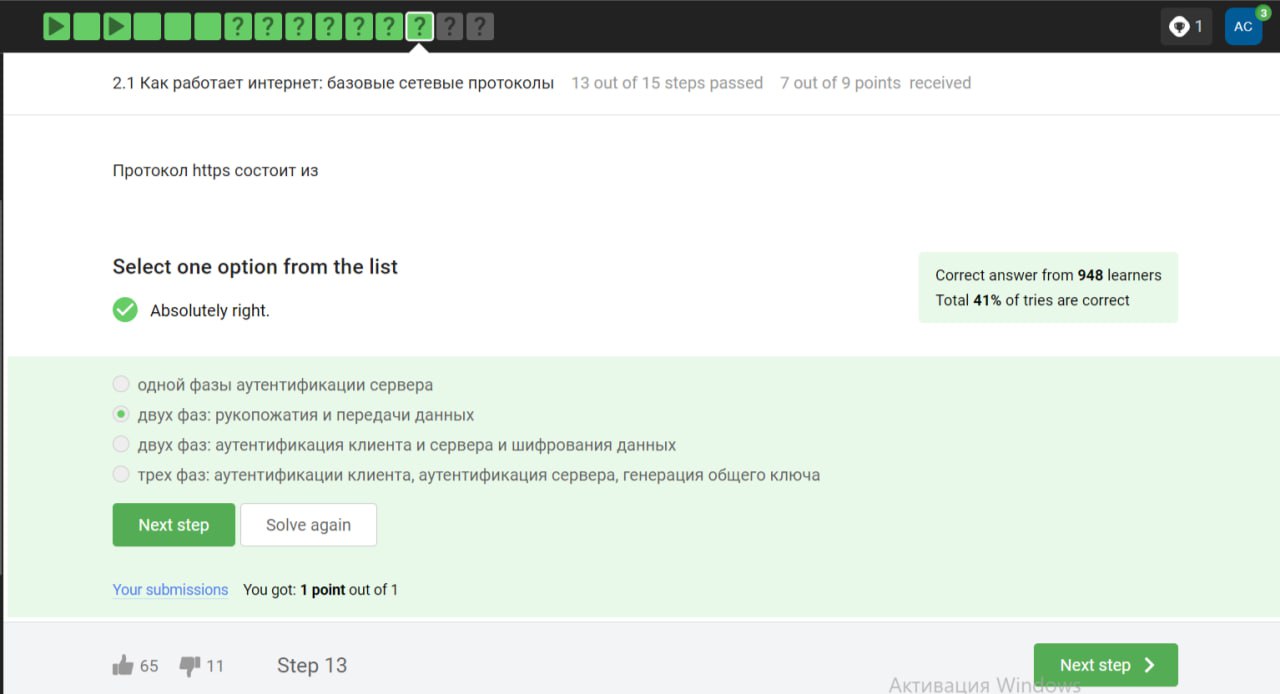 ? ? ? ? ? ? ? ? ?
1
AC
3
2.1 Как работает интернет: базовые сетевые протоколы 13 out of 15 steps passed 7 out of 9 points received
Протокол https состоит из
Select one option from the list
Absolutely right.
Correct answer from 948 learners
Total 41% of tries are correct
одной фазы аутентификации сервера
двух фаз: рукопожатия и передачи данных
двух фаз: аутентификация клиента и сервера и шифрования данных
трех фаз: аутентификации клиента, аутентификация сервера, генерация общего ключа
Next step Solve again
Your submissions You got: 1 point out of 1
65 11 Step 13 Next step
Активация Windows